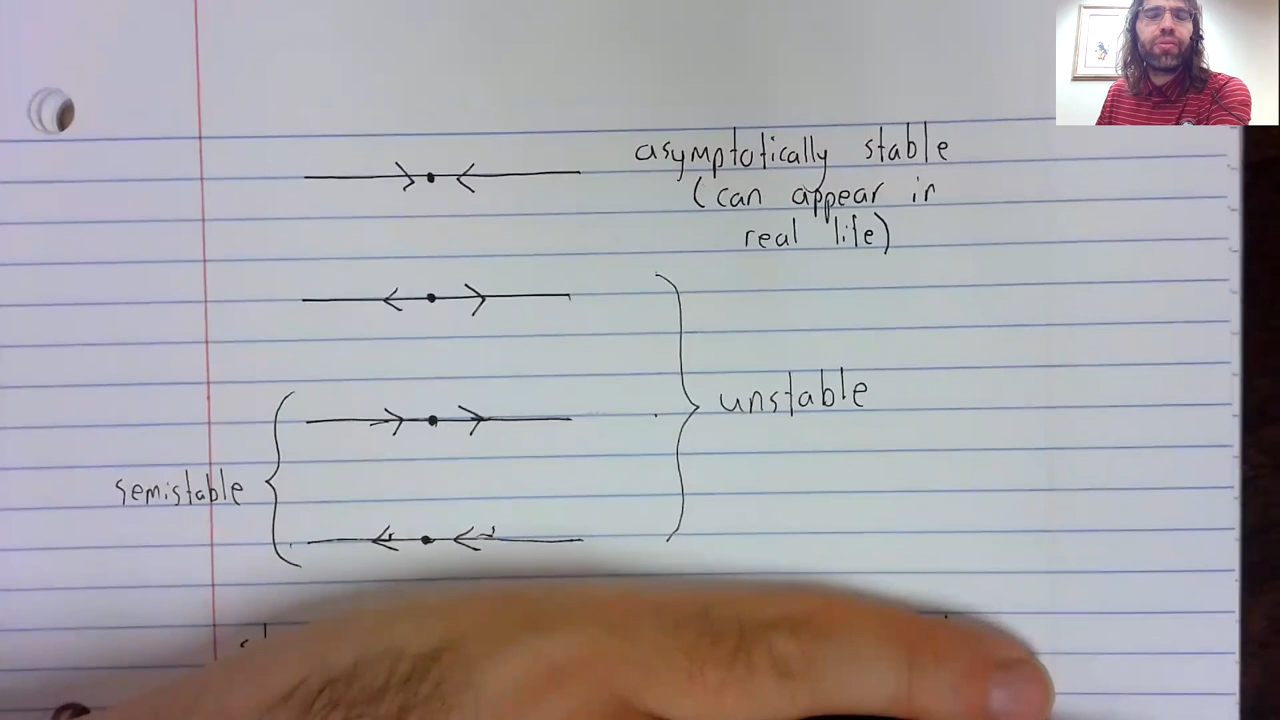 asymptotically stable
(can appear in
real life)
unstable
semistable